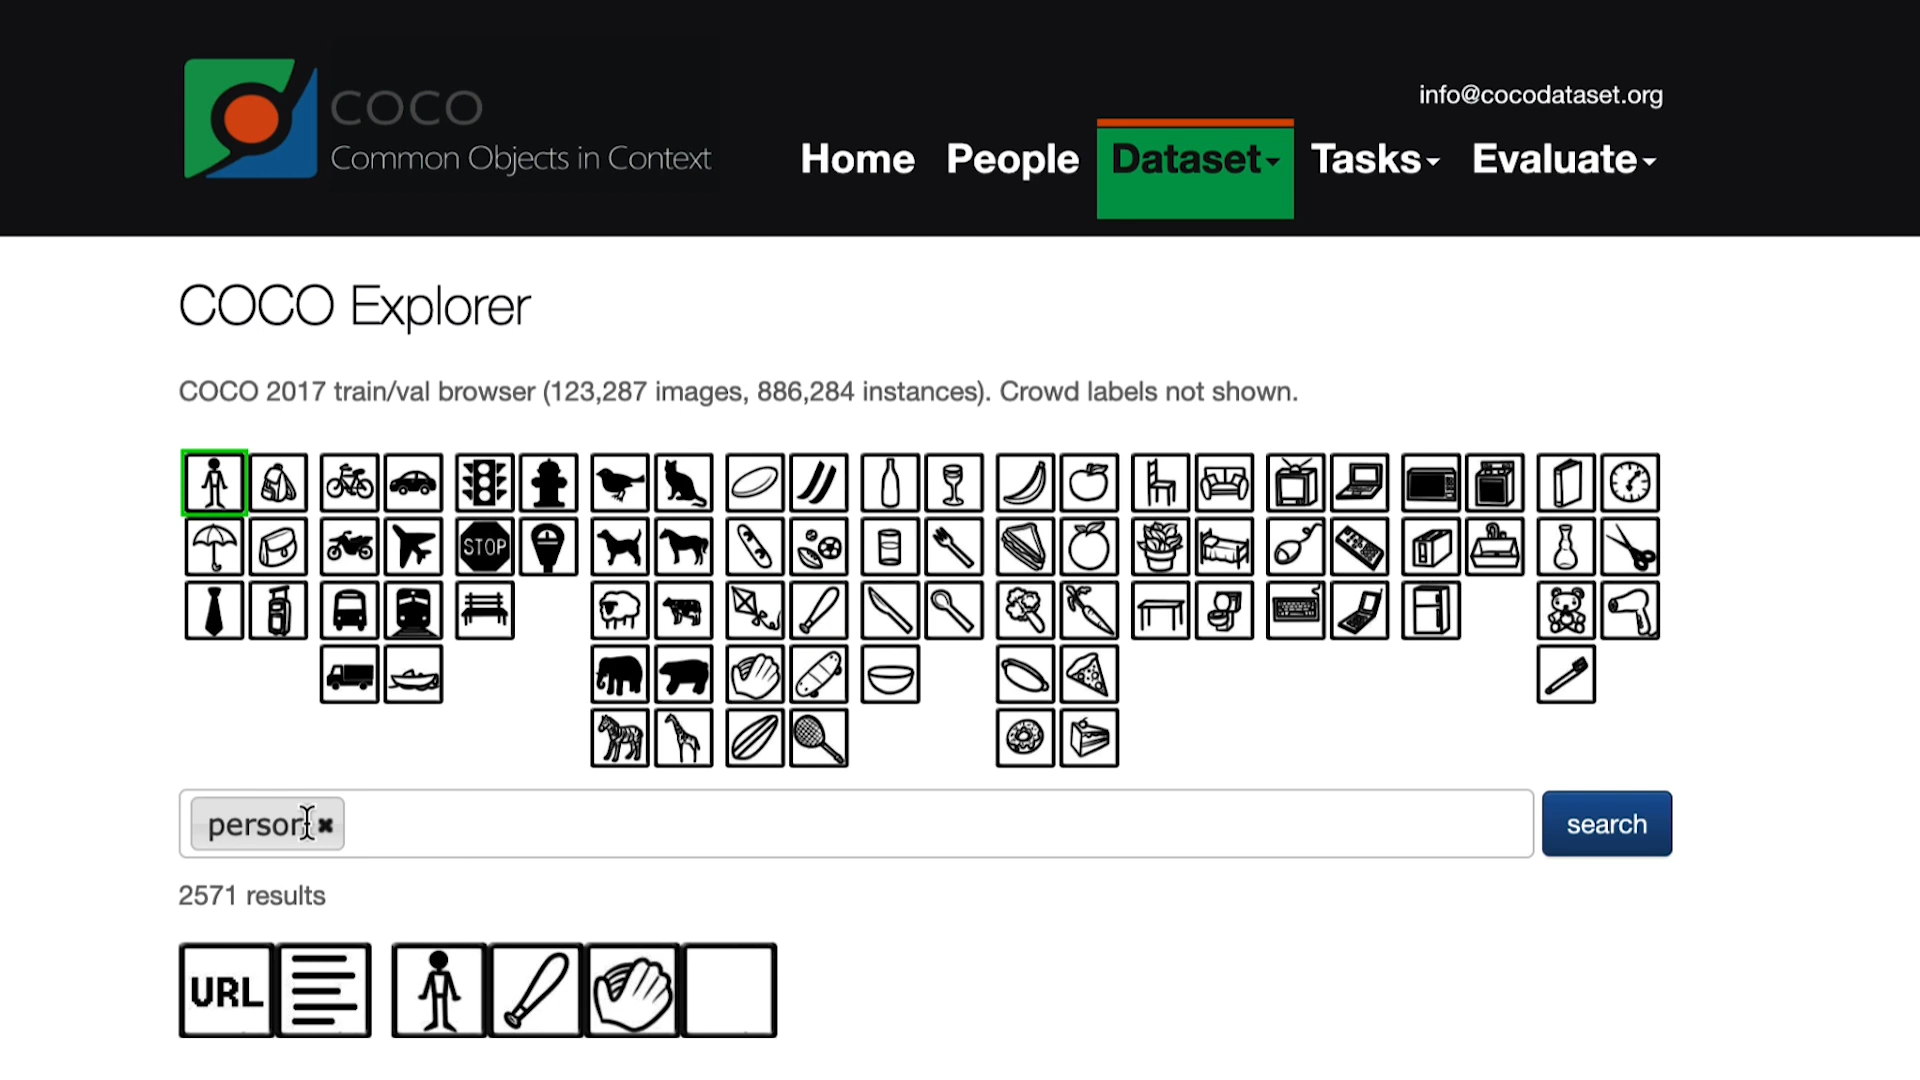 COCO
Common Objects in Context
info@cocodataset.org
Home People Dataset Tasks Evaluate
COCO Explorer
COCO 2017 train/val browser (123,287 images, 886,284 instances). Crowd labels not shown.
STOP
person
search
2571 results
URL